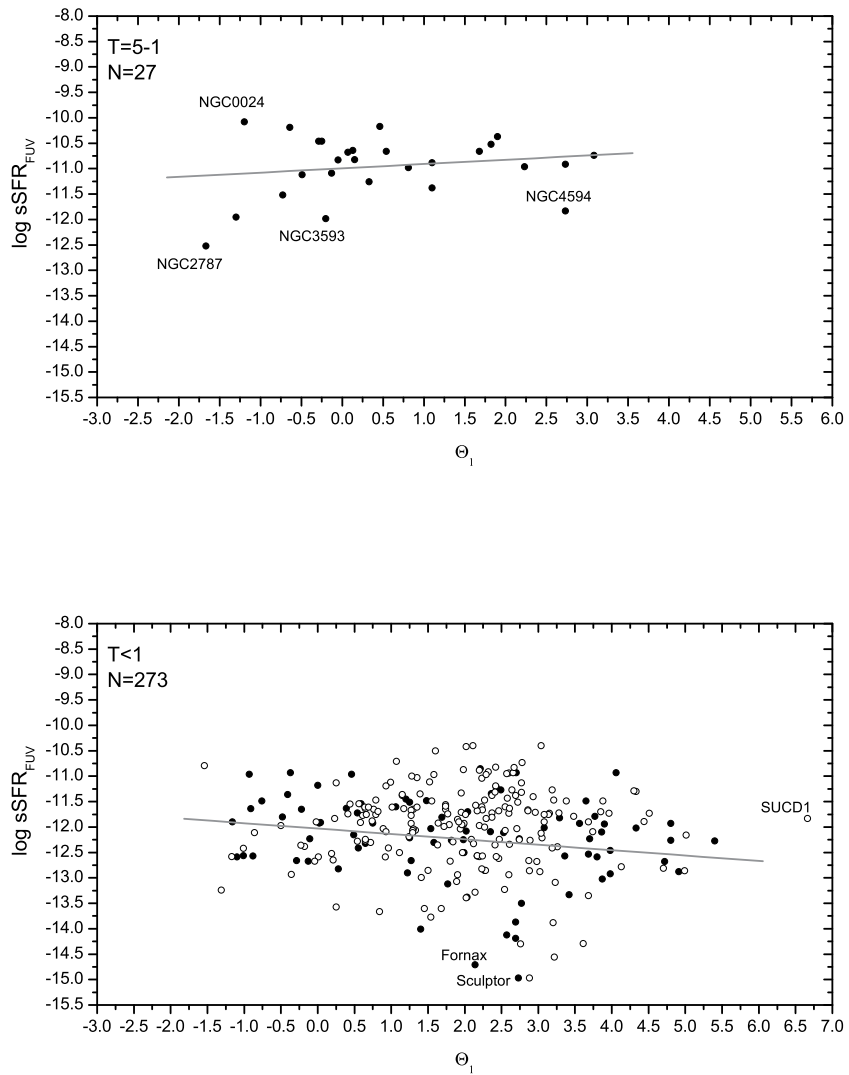 -8.0
-8.5
-9.0
-9.5
-10.0
-10.5
-11.0
-11.5
-12.0
-12.5
-13.0
-13.5
-14.0
-14.5
-15.0
-15.5
log sSFR_FUV
T=5-1
N=27
NGC0024
NGC4594
NGC3593
NGC2787
-3.0 -2.5 -2.0 -1.5 -1.0 -0.5 0.0 0.5 1.0 1.5 2.0 2.5 3.0 3.5 4.0 4.5 5.0 5.5 6.0
Θ_1
-8.0
-8.5
-9.0
-9.5
-10.0
-10.5
-11.0
-11.5
-12.0
-12.5
-13.0
-13.5
-14.0
-14.5
-15.0
-15.5
log sSFR_FUV
T<1
N=273
SUCD1
Fornax
Sculptor
-3.0 -2.5 -2.0 -1.5 -1.0 -0.5 0.0 0.5 1.0 1.5 2.0 2.5 3.0 3.5 4.0 4.5 5.0 5.5 6.0 6.5 7.0
Θ_1